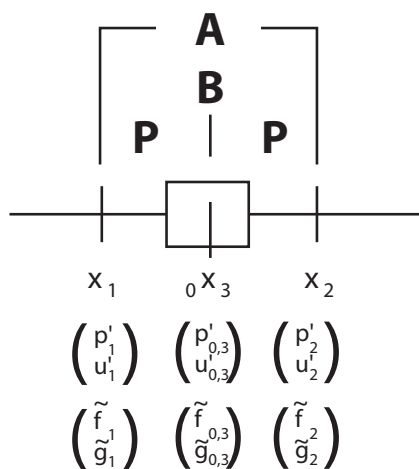 A
B
P P
x₁ ₀x₃ x₂
(p'₁ (p'₀,₃ (p'₂
u'₁) u'₀,₃) u'₂)
(f̃₁ (f̃₀,₃ (f̃₂
g̃₁) g̃₀,₃) g̃₂)